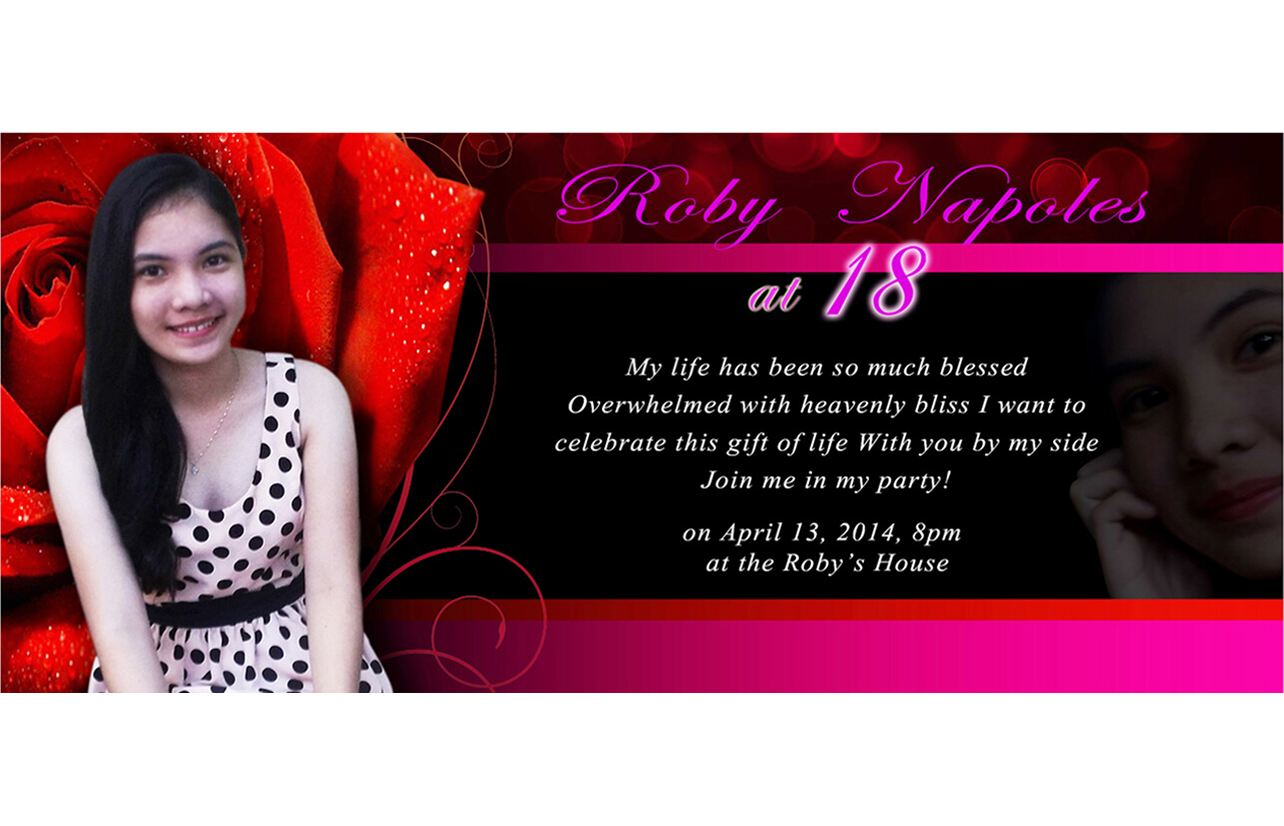 Roby Napoles
at 18
My life has been so much blessed
Overwhelmed with heavenly bliss I want to
celebrate this gift of life With you by my side
Join me in my party!
on April 13, 2014, 8pm
at the Roby’s House